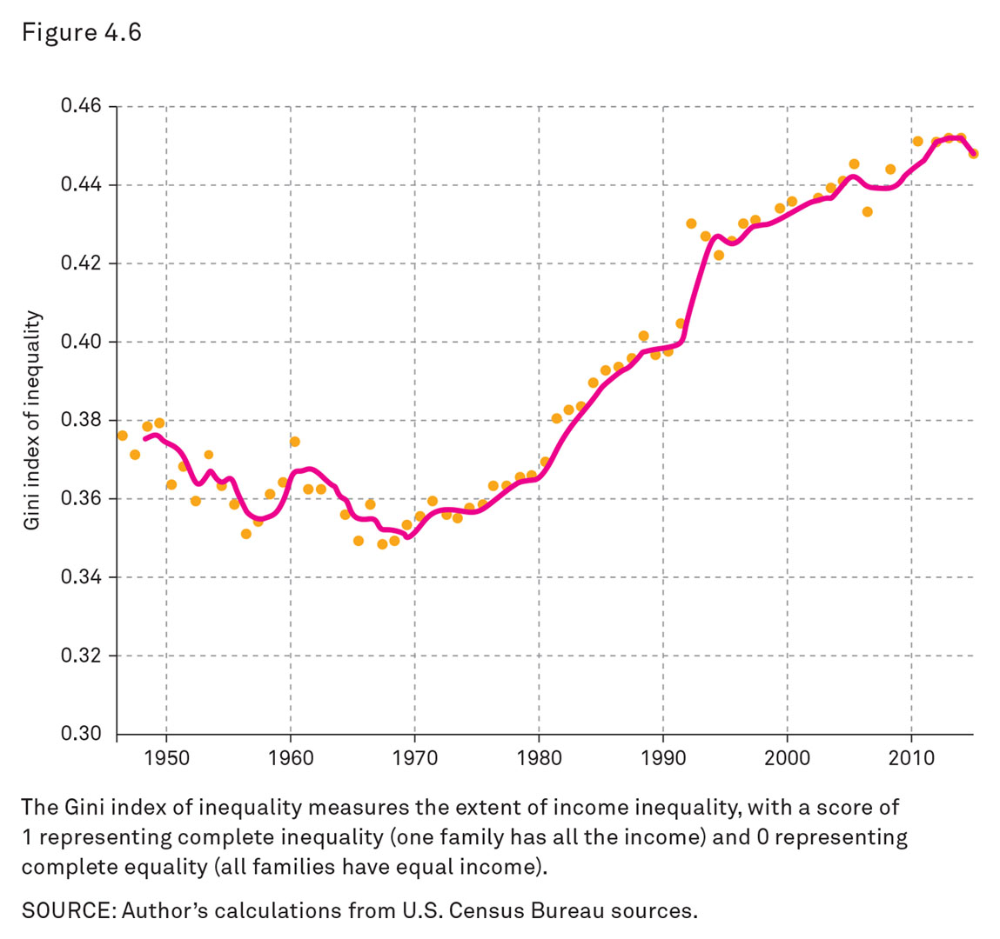 Figure 4.6
0.46
0.44
0.42
0.40
0.38
0.36
0.34
0.32
0.30
Gini index of inequality
1950 1960 1970 1980 1990 2000 2010
The Gini index of inequality measures the extent of income inequality, with a score of
1 representing complete inequality (one family has all the income) and 0 representing
complete equality (all families have equal income).
SOURCE: Author’s calculations from U.S. Census Bureau sources.